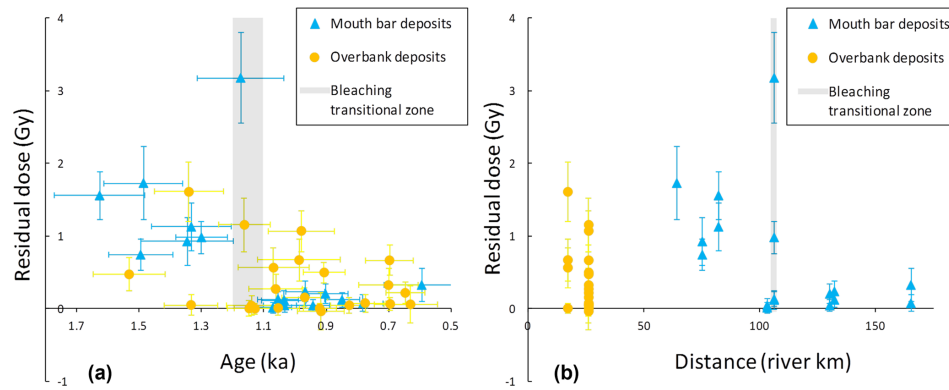 4
3
2
1
0
-1
Residual dose (Gy)
1.7
1.5
1.3
1.1
0.9
0.7
0.5
(a)
Age (ka)
Mouth bar deposits
Overbank deposits
Bleaching
transitional zone
4
3
2
1
0
-1
Residual dose (Gy)
0
50
100
150
(b)
Distance (river km)
Mouth bar deposits
Overbank deposits
Bleaching
transitional zone